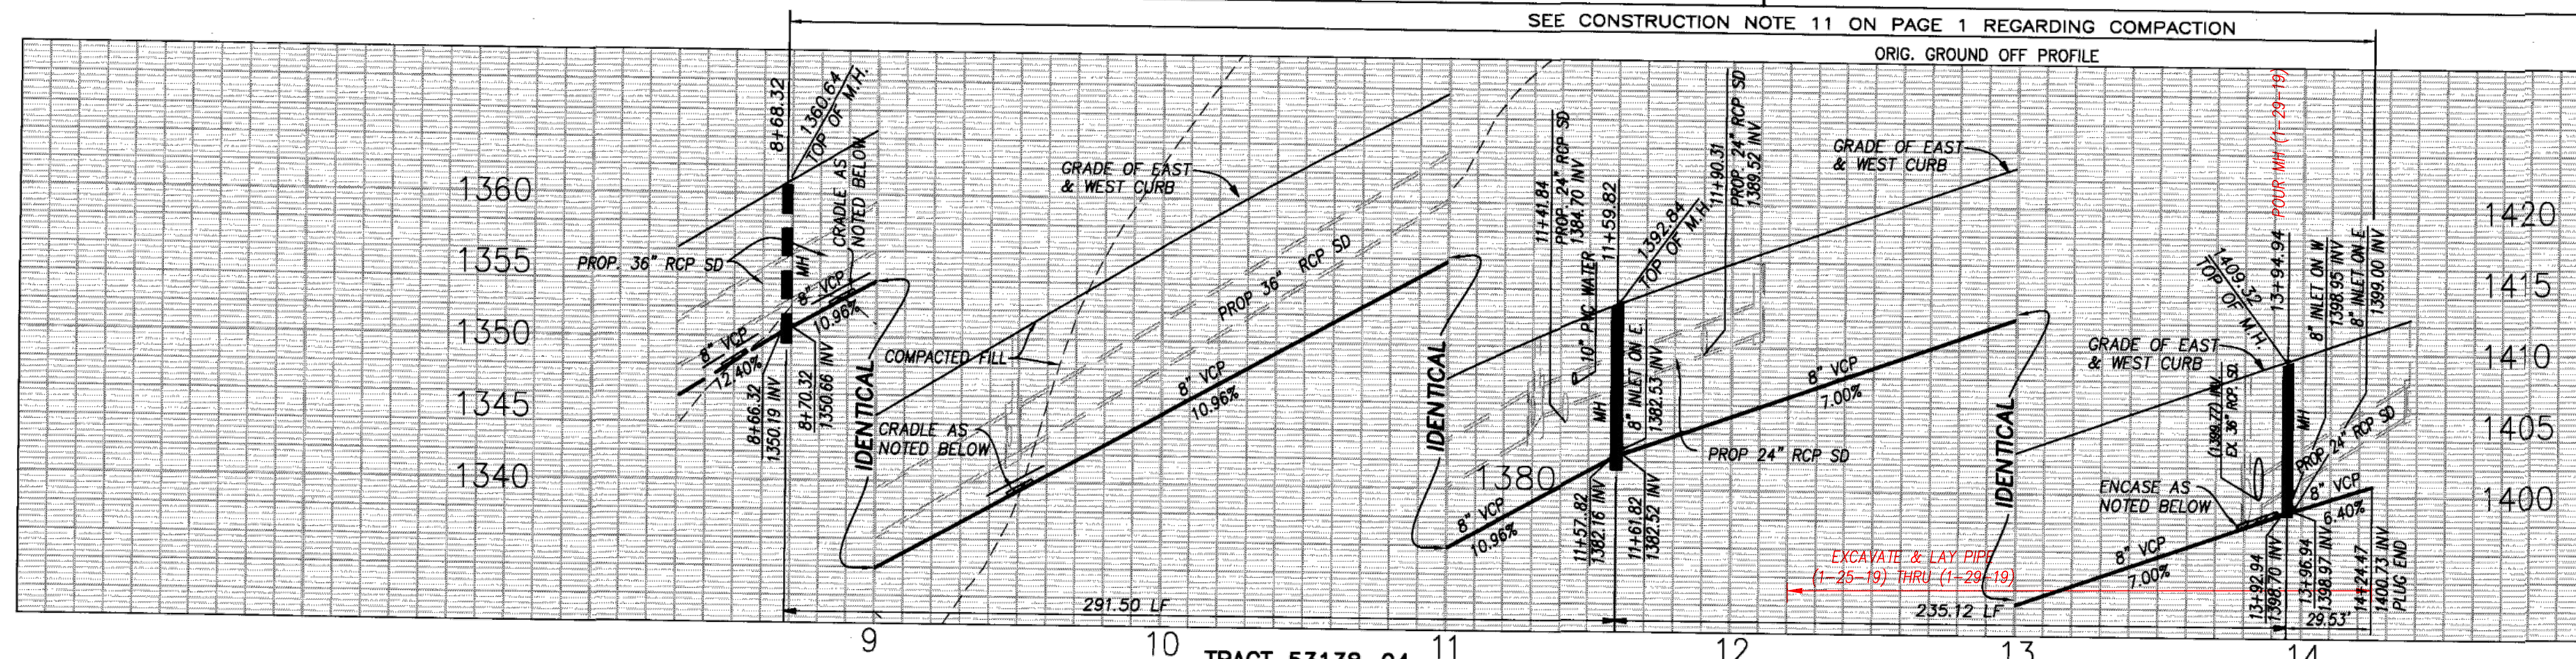 SEE CONSTRUCTION NOTE 11 ON PAGE 1 REGARDING COMPACTION
ORIG. GROUND OFF PROFILE
1360
1355
1350
1345
1340
PROP. 36" RCP SD
8+68.32
1360.64
TOP OF M.H.
CRADLE AS
NOTED BELOW
MH
8" VCP
10.96%
8" VCP
12.40%
8+66.32
1350.19 INV
8+70.32
1350.66 INV
IDENTICAL
COMPACTED FILL
CRADLE AS
NOTED BELOW
GRADE OF EAST
& WEST CURB
PROP 36" RCP SD
8" VCP
10.96%
291.50 LF
IDENTICAL
1380
8" VCP
10.96%
11+41.84
PROP. 24" RCP SD
1384.70 INV
10" PVC WATER
11+59.82
1392.84
TOP OF M.H.
MH
8" INLET ON E.
1382.53 INV
11+57.82
1382.16 INV
11+61.82
1382.52 INV
11+90.31
PROP. 24" RCP SD
1389.52 INV
PROP 24" RCP SD
GRADE OF EAST
& WEST CURB
8" VCP
7.00%
EXCAVATE & LAY PIPE
(1-25-19) THRU (1-29-19)
235.12 LF
IDENTICAL
POUR MH (1-29-19)
1409.32
TOP OF M.H.
13+94.94
8" INLET ON W
1398.95 INV
8" INLET ON E
1399.00 INV
GRADE OF EAST
& WEST CURB
(1399.77) INV
EX. 36" RCP SD
MH
PROP 24" RCP SD
ENCASE AS
NOTED BELOW
8" VCP
7.00%
8" VCP
6.40%
13+92.94
1398.70 INV
13+96.94
1398.97 INV
14+24.47
1400.73 INV
PLUG END
29.53'
1420
1415
1410
1405
1400
9
10
11
12
13
14
TRACT 53138-04